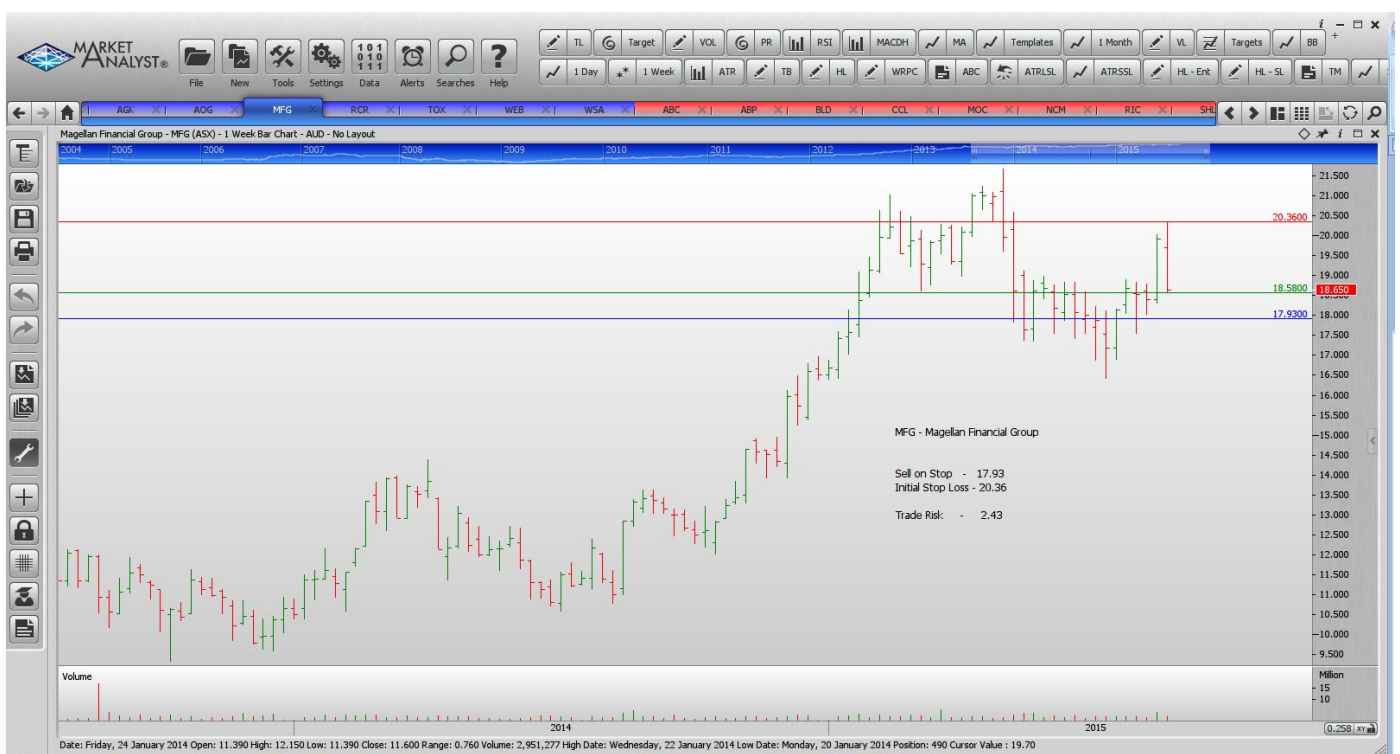 i
MARKET
ANALYST®
File New Tools Settings Data Alerts Searches Help
TL Target VOL PR RSI MACDH MA Templates 1 Month VL Targets BB
1 Day 1 Week ATR TB HL WRPC ABC ATRLSL ATRSSL HL - Ent HL - SL TM
AGK AOG MFG RCR TOX WEB WSA ABC ABP BLD CCL MOC NCM RIC SHL
Magellan Financial Group - MFG (ASX) - 1 Week Bar Chart - AUD - No Layout
2004 2005 2006 2007 2008 2009 2010 2011 2012 2013 2014 2015
21.500
21.000
20.3600 20.500
20.000
19.500
19.000
18.5800 18.650
17.9300 18.000
17.500
17.000
16.500
16.000
15.500
15.000
14.500
14.000
13.500
13.000
12.500
12.000
11.500
11.000
10.500
10.000
9.500
MFG - Magellan Financial Group
Sell on Stop - 17.93
Initial Stop Loss - 20.36
Trade Risk - 2.43
Volume
Million
15
10
2014 2015
0.258 XY
Date: Friday, 24 January 2014 Open: 11.390 High: 12.150 Low: 11.390 Close: 11.600 Range: 0.760 Volume: 2,951,277 High Date: Wednesday, 22 January 2014 Low Date: Monday, 20 January 2014 Position: 490 Cursor Value : 19.70